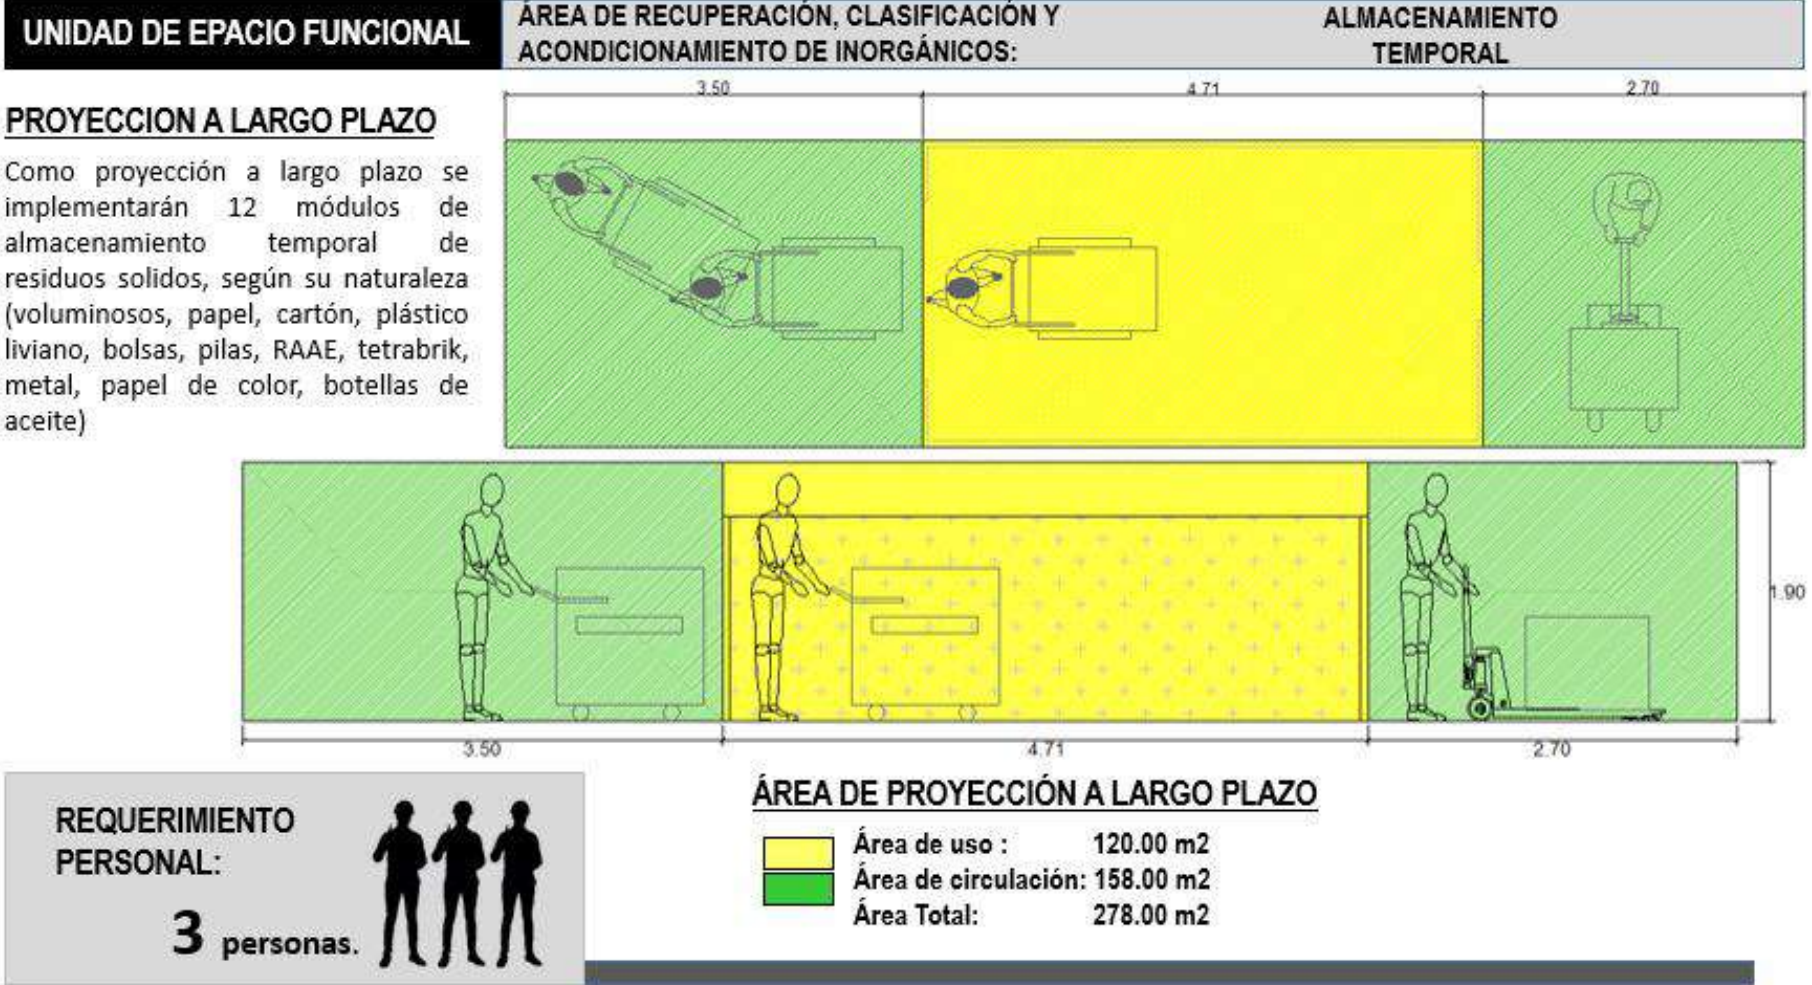 UNIDAD DE EPACIO FUNCIONAL
ÁREA DE RECUPERACIÓN, CLASIFICACIÓN Y
ACONDICIONAMIENTO DE INORGÁNICOS:
ALMACENAMIENTO
TEMPORAL
PROYECCION A LARGO PLAZO
Como proyección a largo plazo se
implementarán 12 módulos de
almacenamiento temporal de
residuos solidos, según su naturaleza
(voluminosos, papel, cartón, plástico
liviano, bolsas, pilas, RAAE, tetrabrik,
metal, papel de color, botellas de
aceite)
3.50 4.71 2.70
1.90
3.50 4.71 2.70
REQUERIMIENTO
PERSONAL:
3 personas.
ÁREA DE PROYECCIÓN A LARGO PLAZO
Área de uso : 120.00 m2
Área de circulación: 158.00 m2
Área Total: 278.00 m2